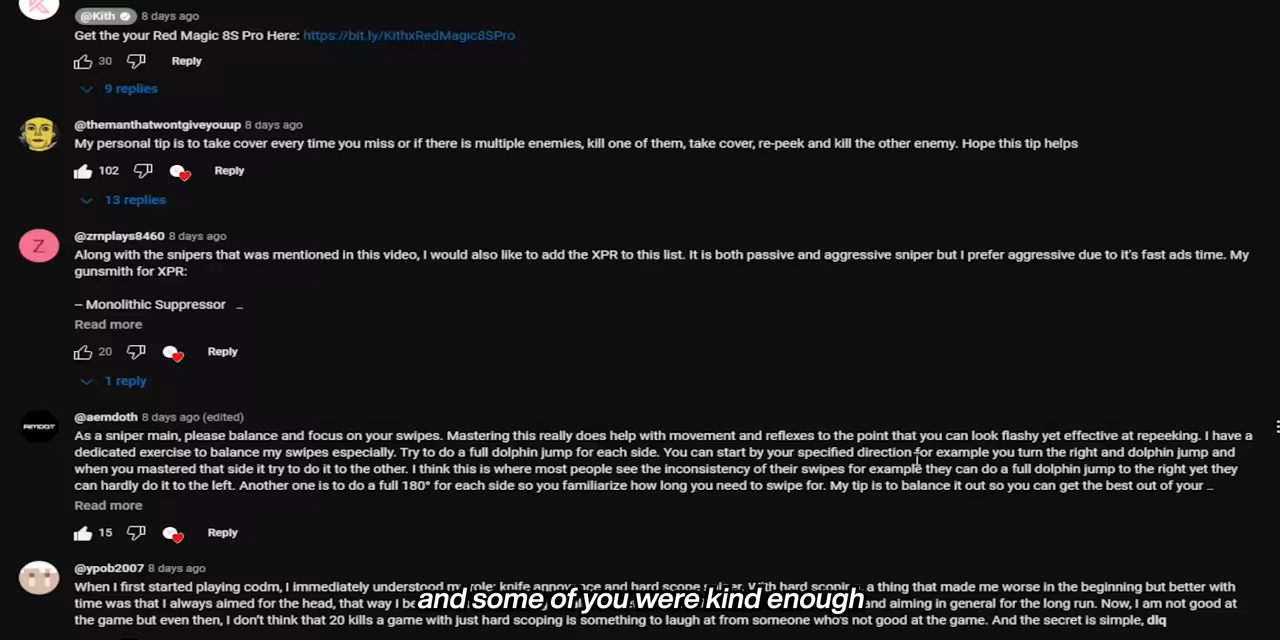 @Kith 8 days ago
Get the your Red Magic 8S Pro Here: https://bit.ly/KithxRedMagic8SPro
30 Reply
9 replies
@themanthatwontgiveyouup 8 days ago
My personal tip is to take cover every time you miss or if there is multiple enemies, kill one of them, take cover, re-peek and kill the other enemy. Hope this tip helps
102 Reply
13 replies
Z
@zrnplays8460 8 days ago
Along with the snipers that was mentioned in this video, I would also like to add the XPR to this list. It is both passive and aggressive sniper but I prefer aggressive due to it's fast ads time. My
gunsmith for XPR:
– Monolithic Suppressor ...
Read more
20 Reply
1 reply
AIMDOT
@aemdoth 8 days ago (edited)
As a sniper main, please balance and focus on your swipes. Mastering this really does help with movement and reflexes to the point that you can look flashy yet effective at repeeking. I have a
dedicated exercise to balance my swipes especially. Try to do a full dolphin jump for each side. You can start by your specified direction for example you turn the right and dolphin jump and
when you mastered that side it try to do it to the other. I think this is where most people see the inconsistency of their swipes for example they can do a full dolphin jump to the right yet they
can hardly do it to the left. Another one is to do a full 180° for each side so you familiarize how long you need to swipe for. My tip is to balance it out so you can get the best out of your ...
Read more
15 Reply
@ypob2007 8 days ago
When I first started playing codm, I immediately understood my role: knife annoyance and hard scope sniper. With hard scoping, a thing that made me worse in the beginning but better with
time was that I always aimed for the head, that way I and aiming in general for the long run. Now, I am not good at
and some of you were kind enough
the game but even then, I don't think that 20 kills a game with just hard scoping is something to laugh at from someone who's not good at the game. And the secret is simple, dlq